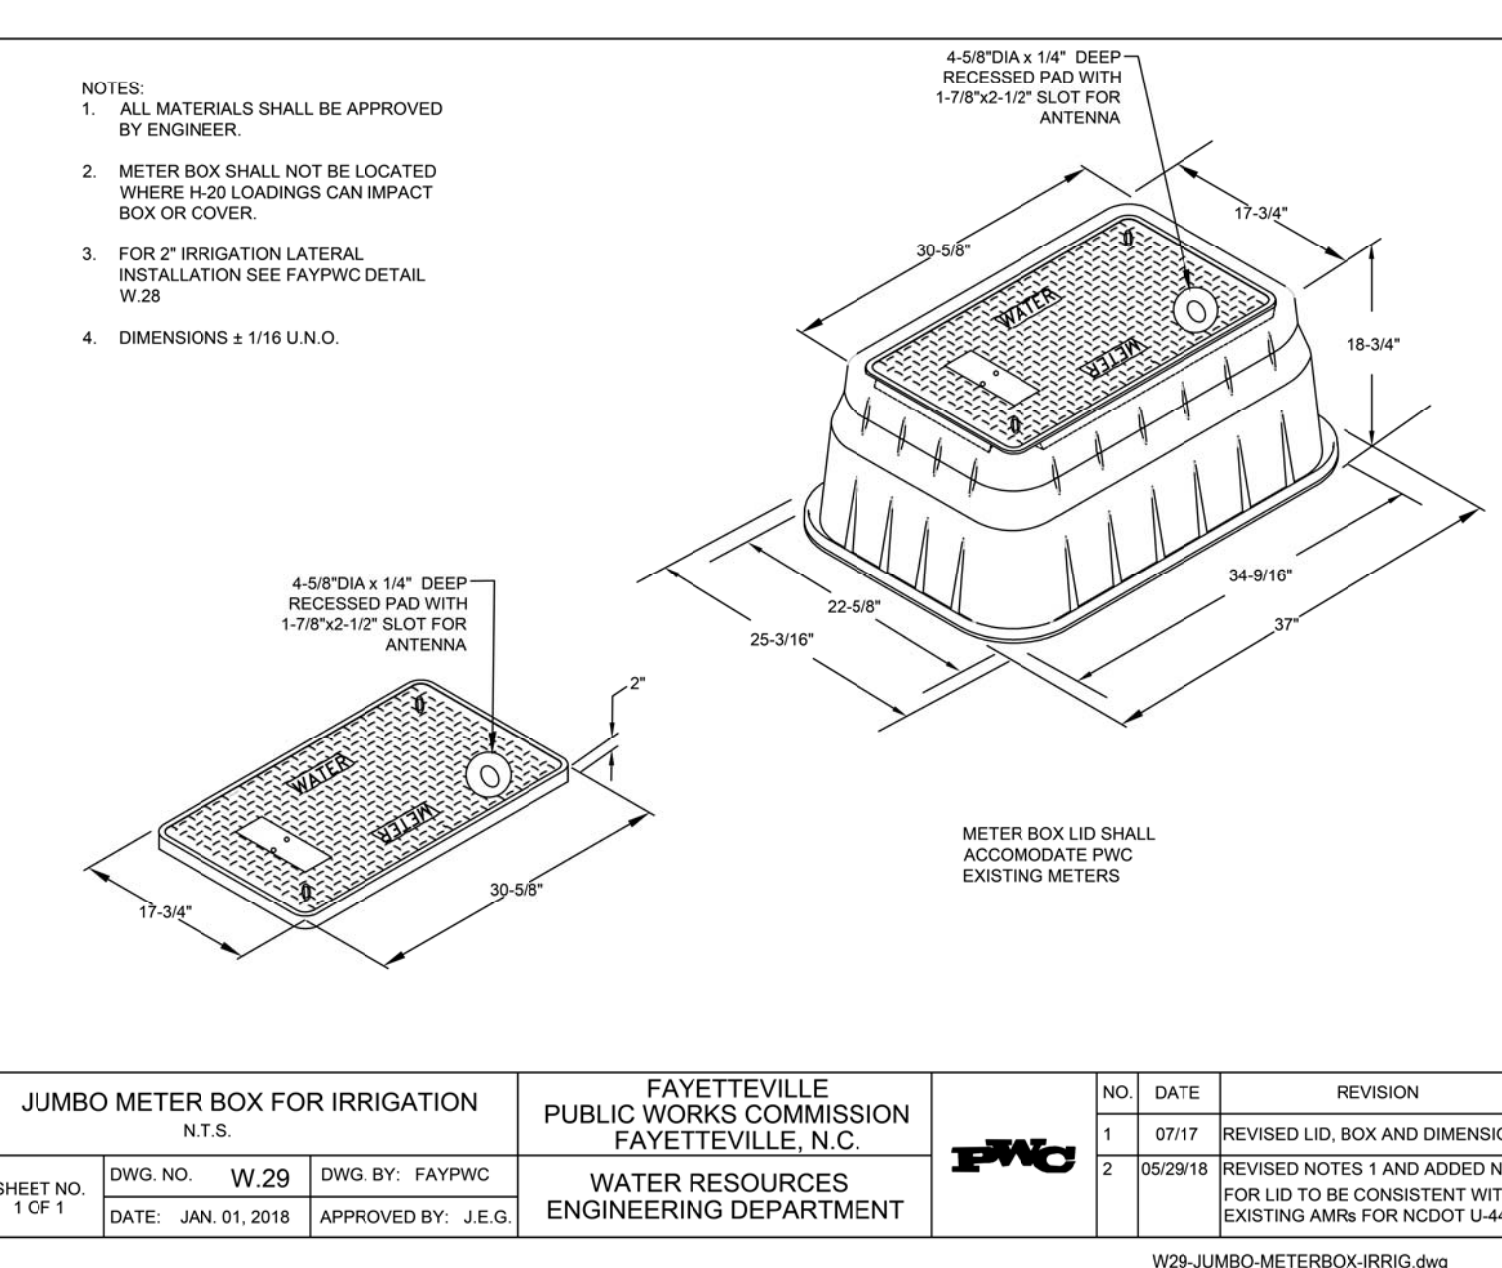 NOTES:
1. ALL MATERIALS SHALL BE APPROVED
BY ENGINEER.
2. METER BOX SHALL NOT BE LOCATED
WHERE H-20 LOADINGS CAN IMPACT
BOX OR COVER.
3. FOR 2" IRRIGATION LATERAL
INSTALLATION SEE FAYPWC DETAIL
W.28
4. DIMENSIONS ± 1/16 U.N.O.
4-5/8"DIA x 1/4" DEEP
RECESSED PAD WITH
1-7/8"x2-1/2" SLOT FOR
ANTENNA
17-3/4"
30-5/8"
WATER
METER
18-3/4"
34-9/16"
22-5/8"
37"
25-3/16"
4-5/8"DIA x 1/4" DEEP
RECESSED PAD WITH
1-7/8"x2-1/2" SLOT FOR
ANTENNA
2"
WATER
METER
30-5/8"
17-3/4"
METER BOX LID SHALL
ACCOMODATE PWC
EXISTING METERS
JUMBO METER BOX FOR IRRIGATION
N.T.S.
SHEET NO.
1 OF 1
DWG. NO. W.29
DWG. BY: FAYPWC
DATE: JAN. 01, 2018
APPROVED BY: J.E.G.
FAYETTEVILLE
PUBLIC WORKS COMMISSION
FAYETTEVILLE, N.C.
WATER RESOURCES
ENGINEERING DEPARTMENT
PWC
NO. DATE REVISION
1 07/17 REVISED LID, BOX AND
2 05/29/18 REVISED NOTES 1 AND ADDED
FOR LID TO BE CONSISTENT
EXISTING AMRs FOR NCDOT
W29-JUMBO-METERBOX-IRRIG.dwg